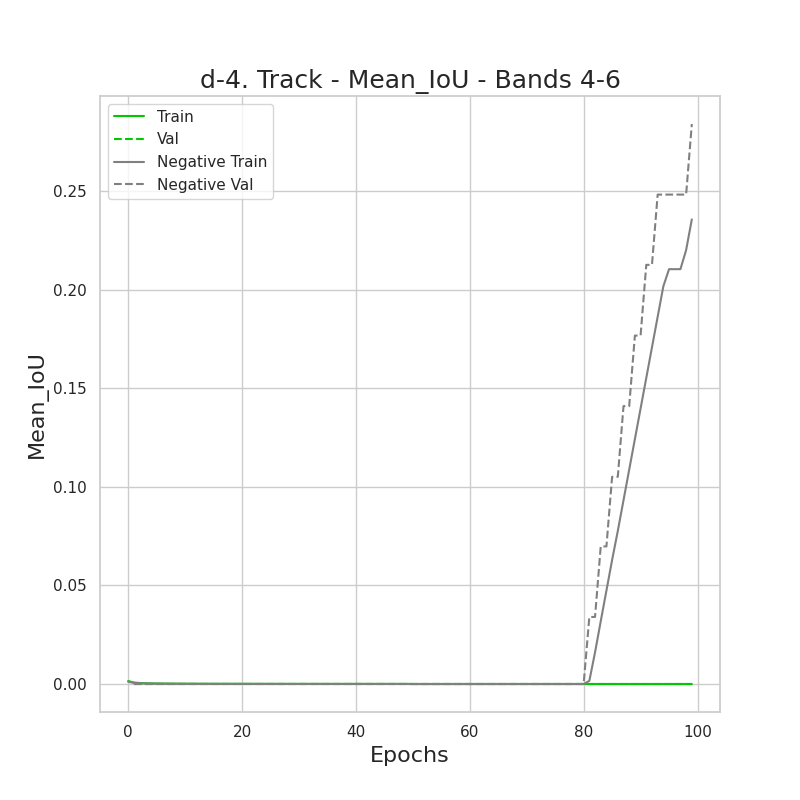 d-4. Track - Mean_IoU - Bands 4-6
Train
Val
Negative Train
Negative Val
Mean_IoU
0.25
0.20
0.15
0.10
0.05
0.00
0 20 40 60 80 100
Epochs